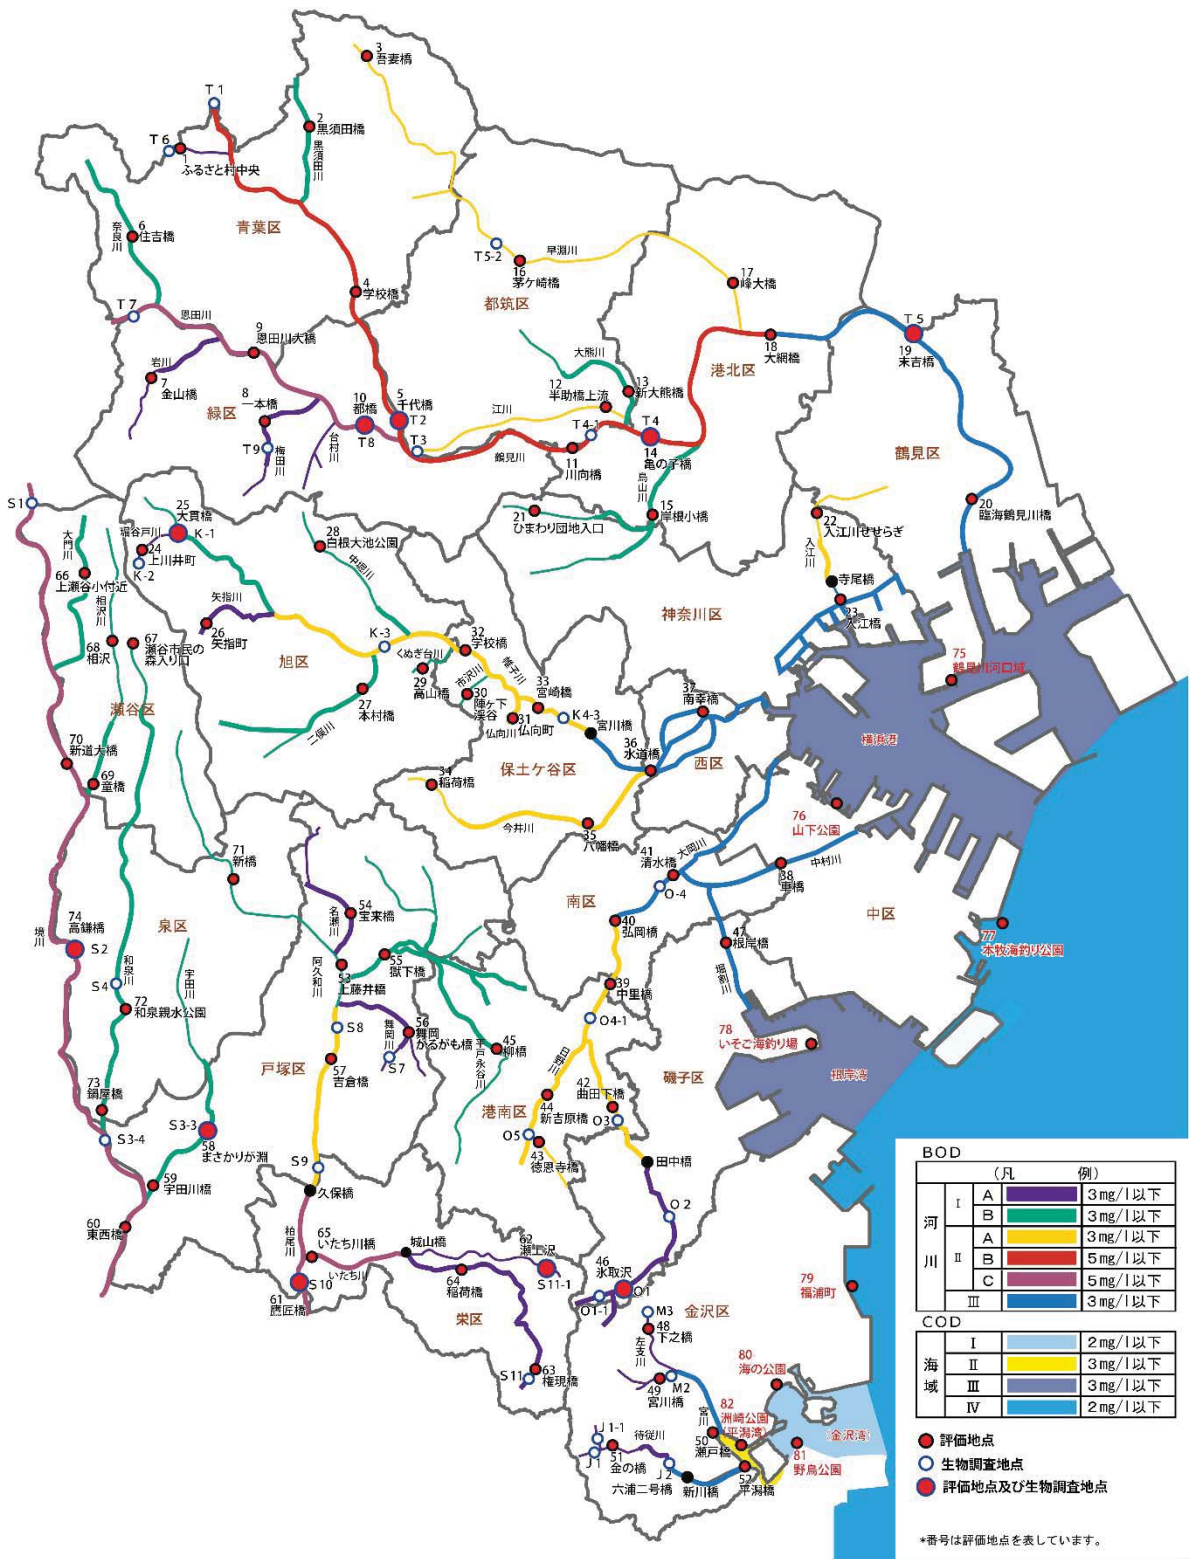 3
吾妻橋
T 1
2
黒須田橋
T 6
1
ふるさと村中央
黒須田川
青葉区
6
住吉橋
奈良川
T5-2
16
茅ケ崎橋
早淵川
17
峰大橋
4
学校橋
都筑区
T 7
恩田川
9
恩田川大橋
T 5
19
末吉橋
18
大綱橋
港北区
大熊川
岩川
7
金山橋
緑区
8
一本橋
10
都橋
T8
5
千代橋
T2
12
半助橋上流
13
新大熊橋
江川
T4-1
T3
T4
14
亀の子橋
T9
梅田川
台村川
鶴見川
11
川向橋
鶴見区
鳥山川
S1
25
大貫橋
K-1
堀谷戸川
24
上川井町
K-2
28
白根大池公園
中堀川
21
ひまわり団地入口
15
岸根小橋
22
入江川せせらぎ
入江川
20
臨海鶴見川橋
大門川
66
上瀬谷小付近
相沢川
寺尾橋
23
入江橋
神奈川区
矢指川
26
矢指町
68
相沢
67
瀬谷市民の
森入り口
旭区
K-3
32
学校橋
くぬぎ台川
29
高山橋
帷子川
市沢川
30
陣ヶ下
渓谷
33
宮崎橋
75
鶴見川河口域
瀬谷区
27
本村橋
二俣川
31
仏向町
仏向川
K4-3
宮川橋
37
南幸橋
横浜港
70
新道大橋
69
童橋
34
稲荷橋
保土ケ谷区
36
水道橋
西区
今井川
35
八幡橋
76
山下公園
71
新橋
41
清水橋
大岡川
O-4
38
車橋
中村川
南区
中区
74
高鎌橋
S2
境川
泉区
54
宝来橋
名瀬川
40
弘岡橋
47
根岸橋
77
本牧海釣り公園
和泉川
宇田川
S4
阿久和川
53
上藤井橋
55
嶽下橋
39
中里橋
堀割川
72
和泉親水公園
S8
舞岡川
56
舞岡
かるがも橋
S7
平戸永谷川
45
柳橋
O4-1
日野川
78
いそご海釣り場
戸塚区
57
吉倉橋
磯子区
根岸湾
73
鍋屋橋
港南区
44
新吉原橋
42
曲田下橋
S3-4
S3-3
58
まさかりが淵
O5
43
徳恩寺橋
O3
S9
田中橋
59
宇田川橋
久保橋
60
東西橋
柏尾川
65
いたち川橋
城山橋
62
瀬上沢
S11-1
O 2
S10
61
鷹匠橋
いたち川
64
稲荷橋
46
氷取沢
O1
O1-1
79
福浦町
栄区
金沢区
M3
48
下之橋
左支川
S11
63
権現橋
49
宮川橋
M2
80
海の公園
宮川
82
洲崎公園
(平潟湾)
50
瀬戸橋
(金沢湾)
81
野島公園
J1-1
J1
51
金の橋
侍従川
J2
六浦二号橋
新川橋
52
平潟橋
BOD
(凡 例)
河川
Ⅰ A 3mg/l以下
B 3mg/l以下
Ⅱ A 3mg/l以下
B 5mg/l以下
C 5mg/l以下
Ⅲ 3mg/l以下
COD
海域
Ⅰ 2mg/l以下
Ⅱ 3mg/l以下
Ⅲ 3mg/l以下
Ⅳ 2mg/l以下
評価地点
生物調査地点
評価地点及び生物調査地点
*番号は評価地点を表しています。